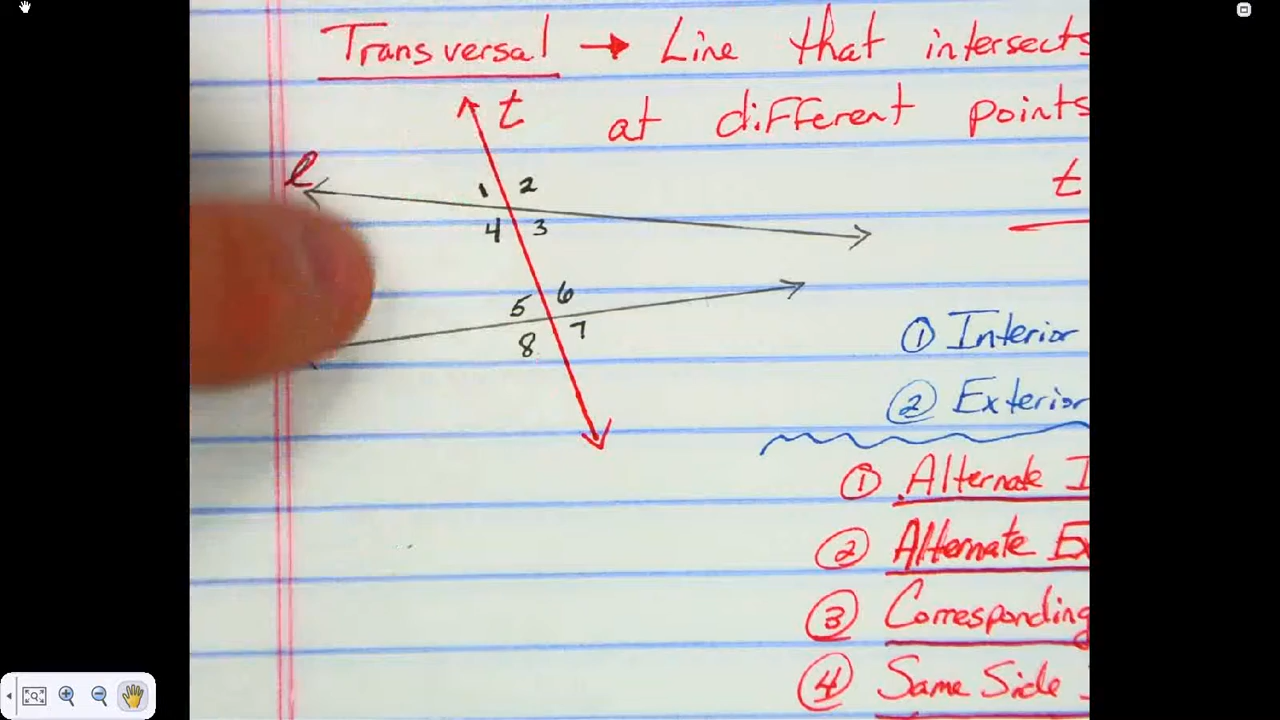 Transversal → Line that intersects
t
at different points
l
t
1 2
4 3
5 6
8 7
① Interior
② Exterior
① Alternate I
② Alternate Ex
③ Corresponding
④ Same Side